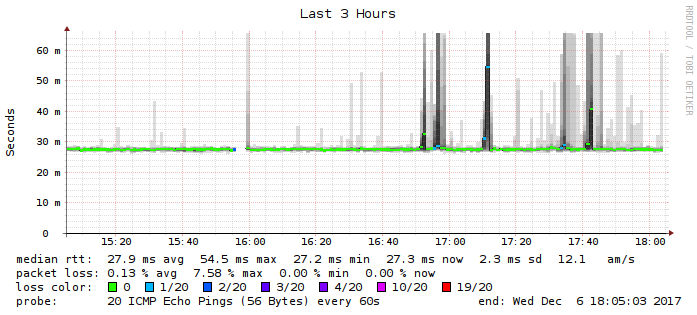 Last 3 Hours
RRDTOOL / TOBI OETIKER
Seconds
60 m
50 m
40 m
30 m
20 m
10 m
0
15:20 15:40 16:00 16:20 16:40 17:00 17:20 17:40 18:00
median rtt: 27.9 ms avg 54.5 ms max 27.2 ms min 27.3 ms now 2.3 ms sd 12.1 am/s
packet loss: 0.13 % avg 7.58 % max 0.00 % min 0.00 % now
loss color: 0 1/20 2/20 3/20 4/20 10/20 19/20
probe: 20 ICMP Echo Pings (56 Bytes) every 60s end: Wed Dec 6 18:05:03 2017